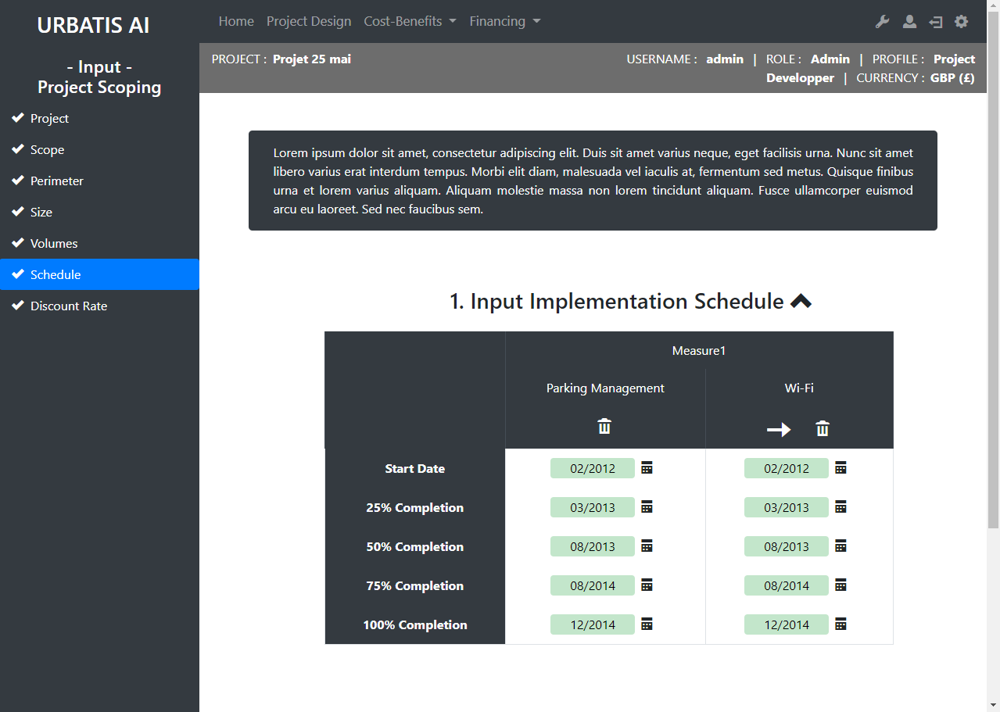 URBATIS AI
- Input -
Project Scoping
Project
Scope
Perimeter
Size
Volumes
Schedule
Discount Rate
Home Project Design Cost-Benefits Financing
PROJECT : Projet 25 mai
USERNAME : admin | ROLE : Admin | PROFILE : Project
Developper | CURRENCY : GBP (£)
Lorem ipsum dolor sit amet, consectetur adipiscing elit. Duis sit amet varius neque, eget facilisis urna. Nunc sit amet
libero varius erat interdum tempus. Morbi elit diam, malesuada vel iaculis at, fermentum sed metus. Quisque finibus
urna et lorem varius aliquam. Aliquam molestie massa non lorem tincidunt aliquam. Fusce ullamcorper euismod
arcu eu laoreet. Sed nec faucibus sem.
1. Input Implementation Schedule
Measure1
Parking Management Wi-Fi
Start Date 02/2012 02/2012
25% Completion 03/2013 03/2013
50% Completion 08/2013 08/2013
75% Completion 08/2014 08/2014
100% Completion 12/2014 12/2014